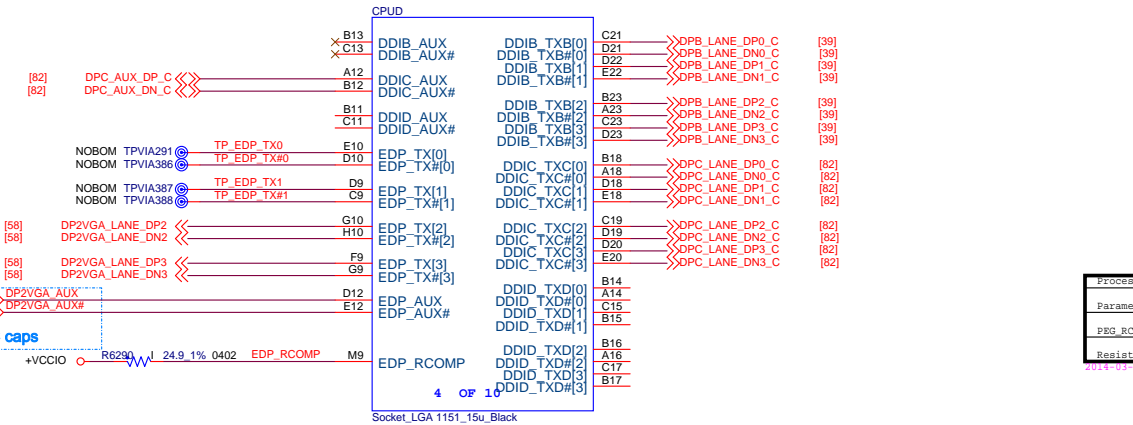 CPUD
B13 DDIB_AUX DDIB_TXB[0] C21 DPB_LANE_DP0_C [39]
C13 DDIB_AUX# DDIB_TXB#[0] D21 DPB_LANE_DN0_C [39]
DDIB_TXB[1] D22 DPB_LANE_DP1_C [39]
[82] DPC_AUX_DP_C A12 DDIC_AUX DDIB_TXB#[1] E22 DPB_LANE_DN1_C [39]
[82] DPC_AUX_DN_C B12 DDIC_AUX#
DDIB_TXB[2] B23 DPB_LANE_DP2_C [39]
B11 DDID_AUX DDIB_TXB#[2] A23 DPB_LANE_DN2_C [39]
C11 DDID_AUX# DDIB_TXB[3] C23 DPB_LANE_DP3_C [39]
DDIB_TXB#[3] D23 DPB_LANE_DN3_C [39]
NOBOM TPVIA291 TP_EDP_TX0 E10 EDP_TX[0]
NOBOM TPVIA386 TP_EDP_TX#0 D10 EDP_TX#[0] DDIC_TXC[0] B18 DPC_LANE_DP0_C [82]
DDIC_TXC#[0] A18 DPC_LANE_DN0_C [82]
NOBOM TPVIA387 TP_EDP_TX1 D9 EDP_TX[1] DDIC_TXC[1] D18 DPC_LANE_DP1_C [82]
NOBOM TPVIA388 TP_EDP_TX#1 C9 EDP_TX#[1] DDIC_TXC#[1] E18 DPC_LANE_DN1_C [82]
[58] DP2VGA_LANE_DP2 G10 EDP_TX[2] DDIC_TXC[2] C19 DPC_LANE_DP2_C [82]
[58] DP2VGA_LANE_DN2 H10 EDP_TX#[2] DDIC_TXC#[2] D19 DPC_LANE_DN2_C [82]
DDIC_TXC[3] D20 DPC_LANE_DP3_C [82]
[58] DP2VGA_LANE_DP3 F9 EDP_TX[3] DDIC_TXC#[3] E20 DPC_LANE_DN3_C [82]
[58] DP2VGA_LANE_DN3 G9 EDP_TX#[3]
DDID_TXD[0] B14
DP2VGA_AUX D12 EDP_AUX DDID_TXD#[0] A14
DP2VGA_AUX# E12 EDP_AUX# DDID_TXD[1] C15
DDID_TXD#[1] B15
caps
DDID_TXD[2] B16
+VCCIO R6290 I 24.9_1% 0402 EDP_RCOMP M9 EDP_RCOMP DDID_TXD#[2] A16
DDID_TXD[3] C17
DDID_TXD#[3] B17
4 OF 10
Socket_LGA 1151_15u_Black
Proces
Parame
PEG_RC
Resist
2014-03-